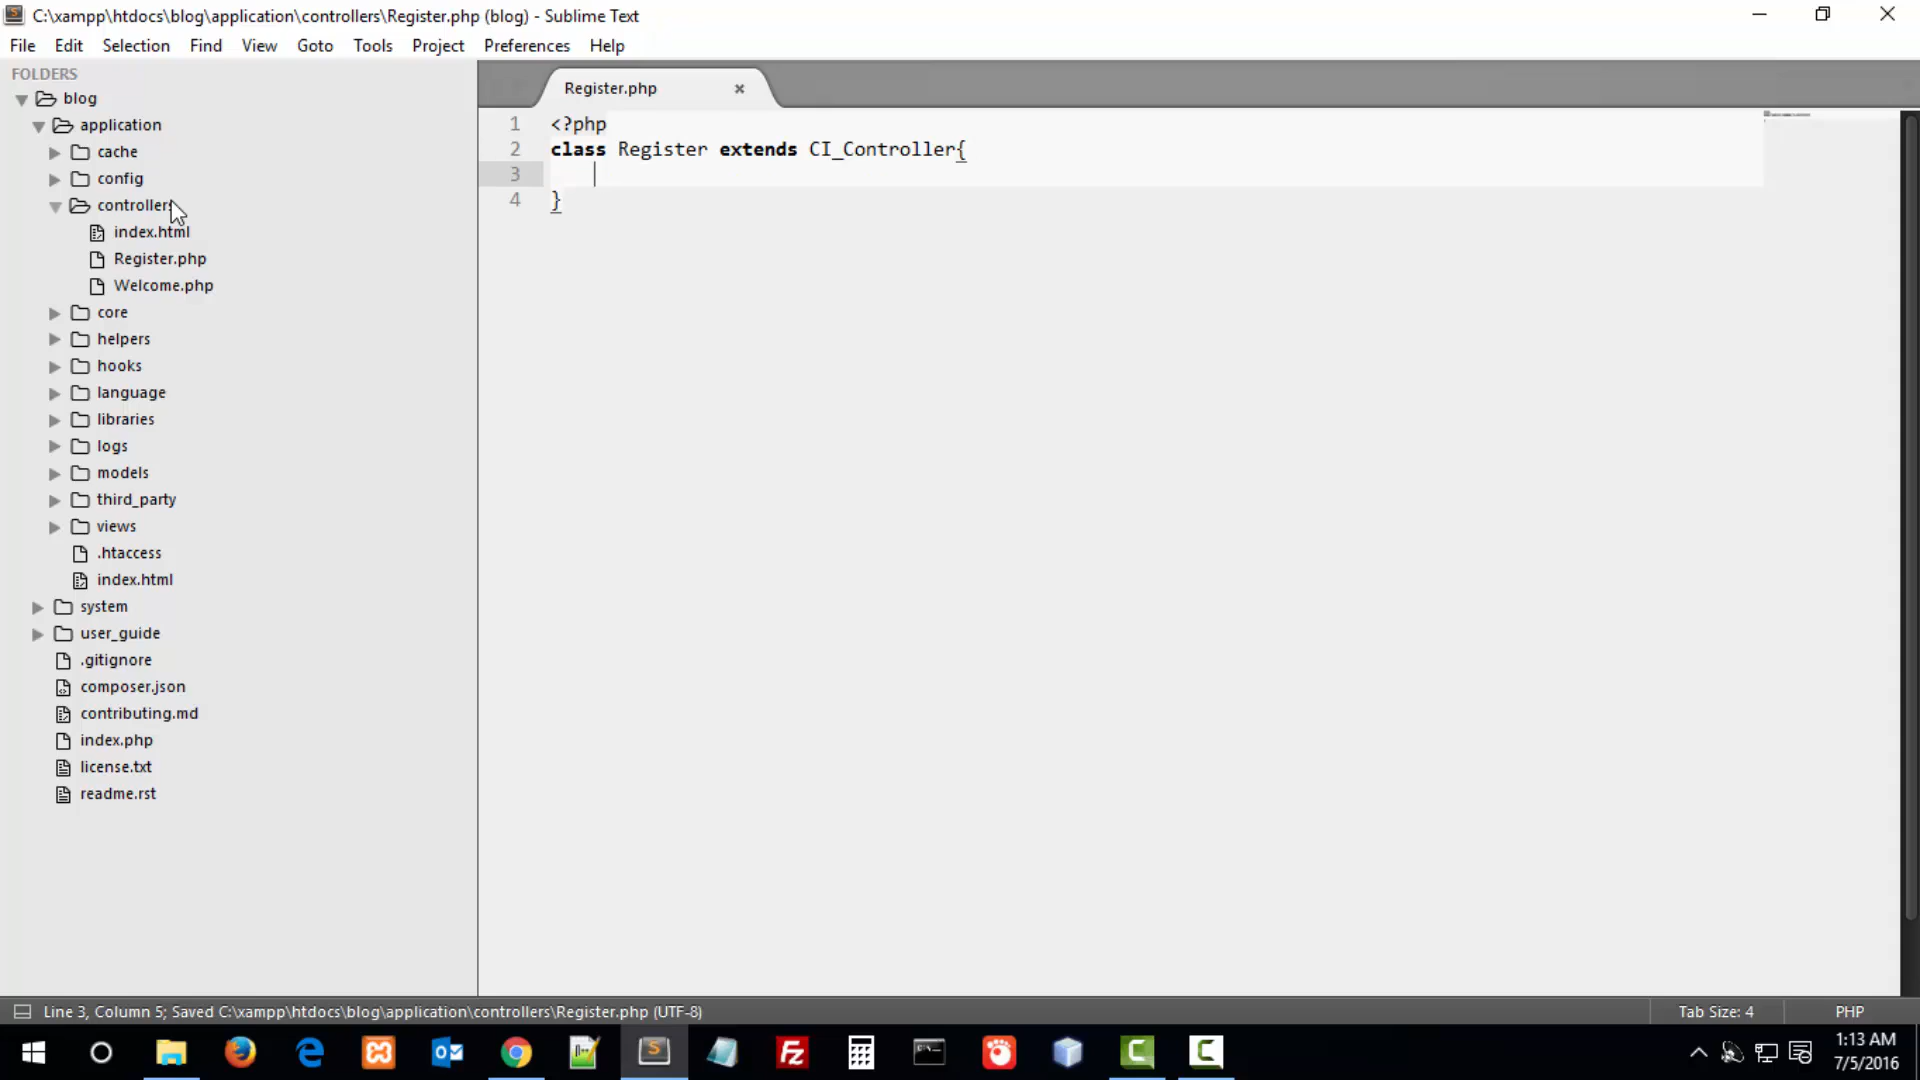 C:\xampp\htdocs\blog\application\controllers\Register.php (blog) - Sublime Text
File Edit Selection Find View Goto Tools Project Preferences Help
FOLDERS
blog
application
cache
config
controllers
index.html
Register.php
Welcome.php
core
helpers
hooks
language
libraries
logs
models
third_party
views
.htaccess
index.html
system
user_guide
.gitignore
composer.json
contributing.md
index.php
license.txt
readme.rst
Register.php
1 <?php
2 class Register extends CI_Controller{
3
4 }
Line 3, Column 5; Saved C:\xampp\htdocs\blog\application\controllers\Register.php (UTF-8)
Tab Size: 4
PHP
1:13 AM
7/5/2016